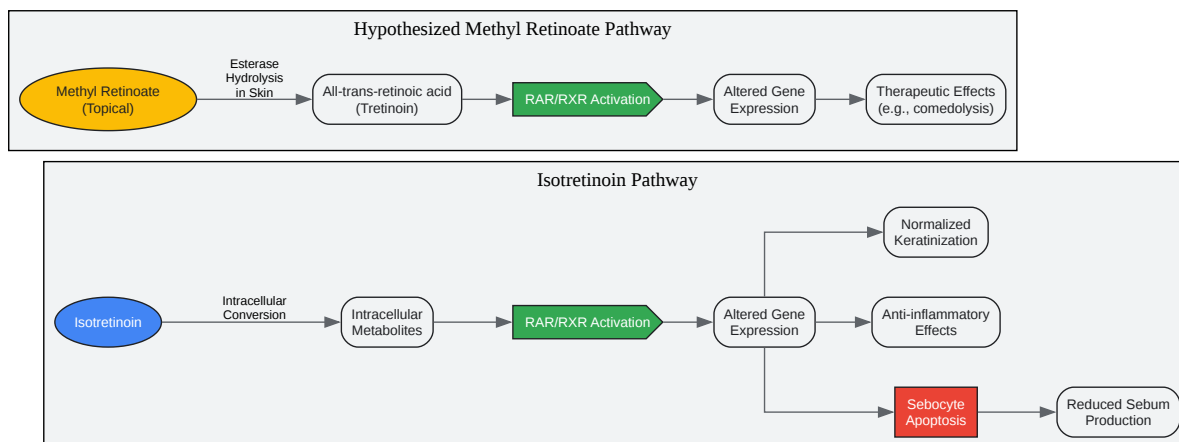 Hypothesized Methyl Retinoate Pathway
Methyl Retinoate
(Topical)
Esterase
Hydrolysis
in Skin
All-trans-retinoic acid
(Tretinoin)
RAR/RXR Activation
Altered Gene
Expression
Therapeutic Effects
(e.g., comedolysis)
Isotretinoin Pathway
Isotretinoin
Intracellular
Conversion
Intracellular
Metabolites
RAR/RXR Activation
Altered Gene
Expression
Normalized
Keratinization
Anti-inflammatory
Effects
Sebocyte
Apoptosis
Reduced Sebum
Production